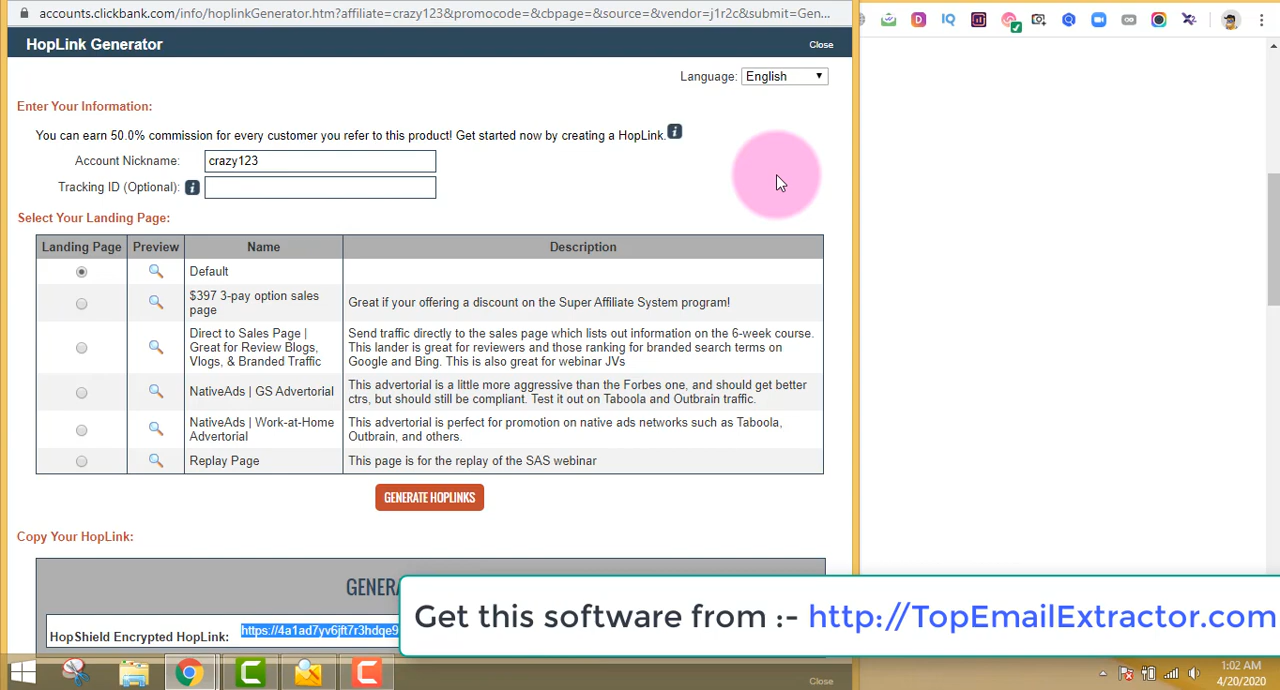 accounts.clickbank.com/info/hoplinkGenerator.htm?affiliate=crazy123&promocode=&cbpage=&source=&vendor=j1r2c&submit=Gen...
HopLink Generator
Close
Language: English
Enter Your Information:
You can earn 50.0% commission for every customer you refer to this product! Get started now by creating a HopLink.
Account Nickname: crazy123
Tracking ID (Optional):
Select Your Landing Page:
Landing Page Preview Name Description
Default
$397 3-pay option sales
page
Great if your offering a discount on the Super Affiliate System program!
Direct to Sales Page |
Great for Review Blogs,
Vlogs, & Branded Traffic
Send traffic directly to the sales page which lists out information on the 6-week course.
This lander is great for reviewers and those ranking for branded search terms on
Google and Bing. This is also great for webinar JVs
NativeAds | GS Advertorial
This advertorial is a little more aggressive than the Forbes one, and should get better
ctrs, but should still be compliant. Test it out on Taboola and Outbrain traffic.
NativeAds | Work-at-Home
Advertorial
This advertorial is perfect for promotion on native ads networks such as Taboola,
Outbrain, and others.
Replay Page
This page is for the replay of the SAS webinar
GENERATE HOPLINKS
Copy Your HopLink:
GENERA
HopShield Encrypted HopLink: https://4a1ad7yv6jft7r3hdqe9
Get this software from :- http://TopEmailExtractor.com
Close
1:02 AM
4/20/2020